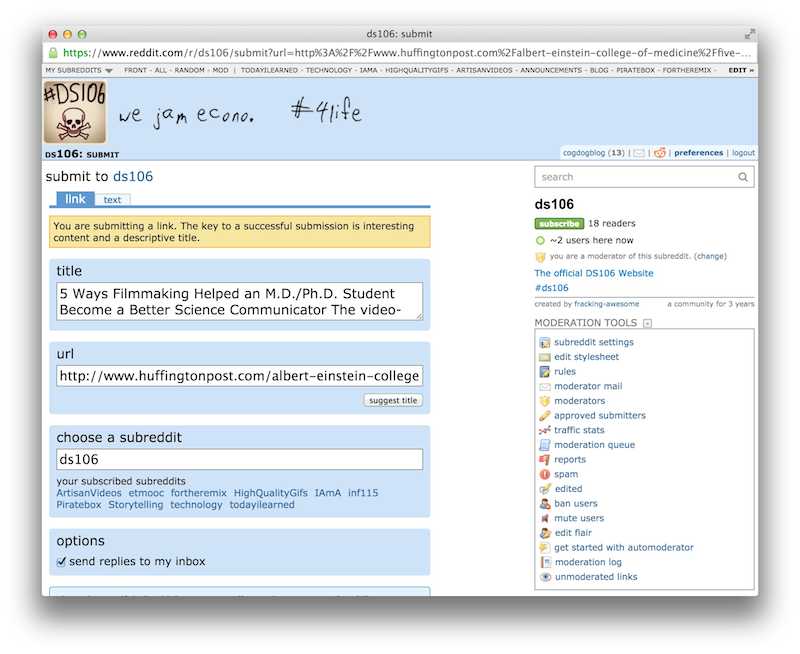 ds106: submit
https://www.reddit.com/r/ds106/submit?url=http%3A%2F%2Fwww.huffingtonpost.com%2Falbert-einstein-college-of-medicine%2Ffive-...
MY SUBREDDITS FRONT - ALL - RANDOM - MOD | TODAYILEARNED - TECHNOLOGY - IAMA - HIGHQUALITYGIFS - ARTISANVIDEOS - ANNOUNCEMENTS - BLOG - PIRATEBOX - FORTHEREMIX - EDIT »
#DS106
we jam econo. #4life
DS106: SUBMIT
cogdogblog (13) | | | preferences | logout
submit to ds106
link text
You are submitting a link. The key to a successful submission is interesting
content and a descriptive title.
title
5 Ways Filmmaking Helped an M.D./Ph.D. Student
Become a Better Science Communicator The video-
url
http://www.huffingtonpost.com/albert-einstein-college
suggest title
choose a subreddit
ds106
your subscribed subreddits
ArtisanVideos etmooc fortheremix HighQualityGifs IAmA inf115
Piratebox Storytelling technology todayilearned
options
send replies to my inbox
search
ds106
subscribe 18 readers
~2 users here now
you are a moderator of this subreddit. (change)
The official DS106 Website
#ds106
created by fracking-awesome a community for 3 years
MODERATION TOOLS
subreddit settings
edit stylesheet
rules
moderator mail
moderators
approved submitters
traffic stats
moderation queue
reports
spam
edited
ban users
mute users
edit flair
get started with automoderator
moderation log
unmoderated links